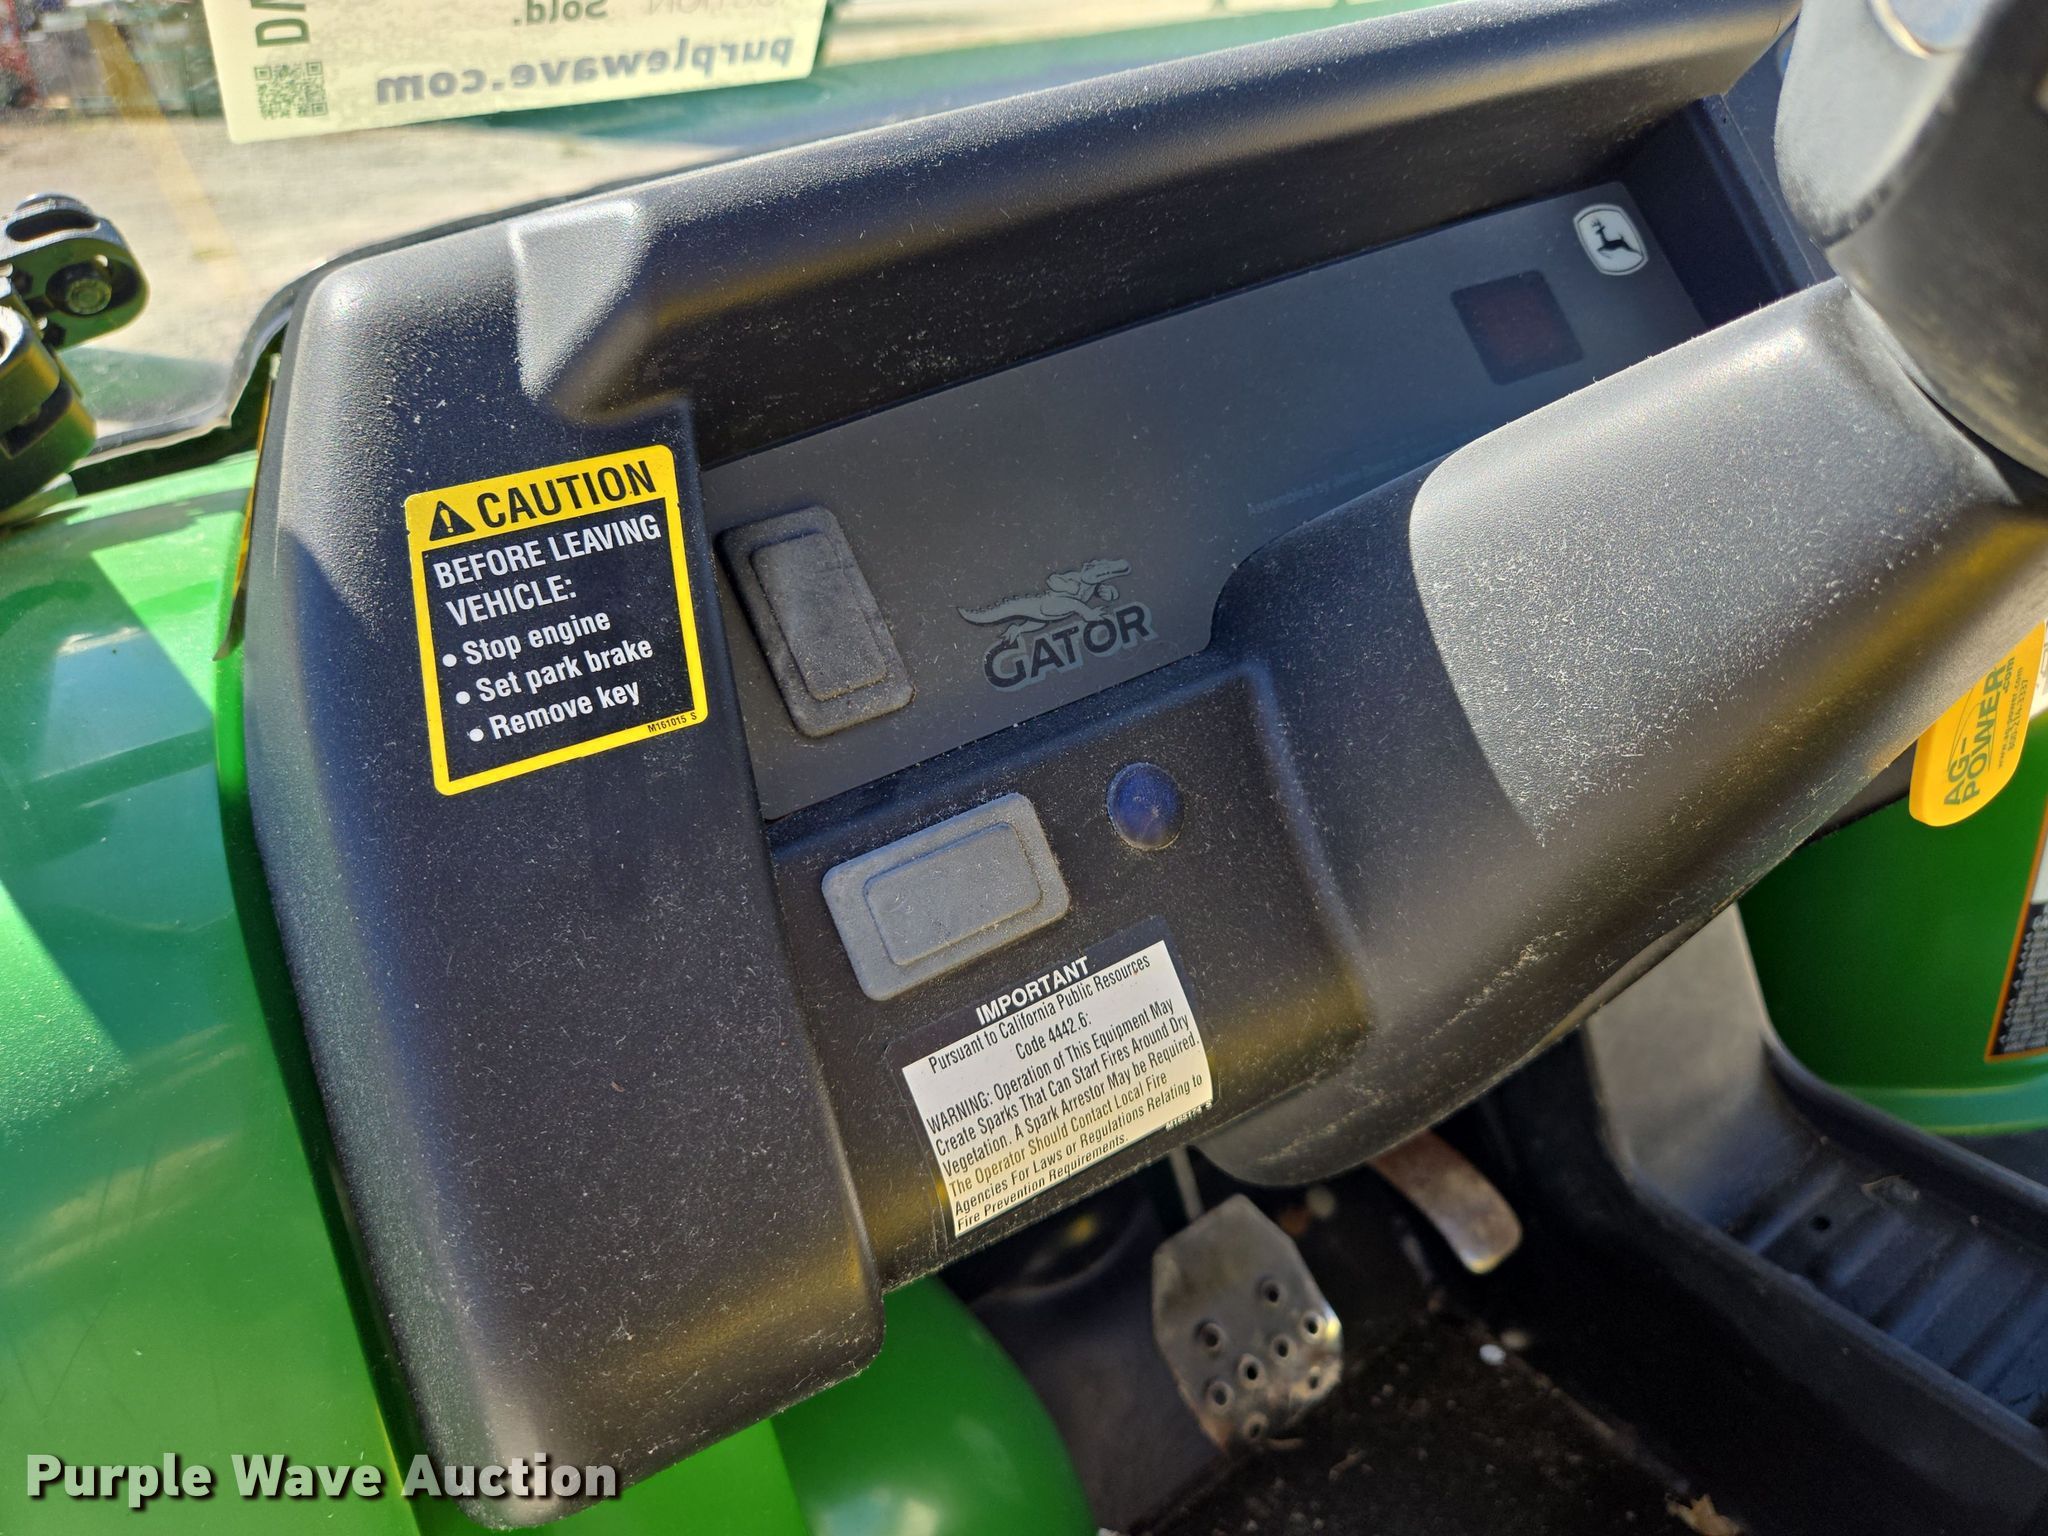 Sold.
purplewave.com
CAUTION
BEFORE LEAVING
VEHICLE:
• Stop engine
• Set park brake
• Remove key
M161015 S
GATOR
IMPORTANT
Pursuant to California Public Resources
Code 4442.6:
WARNING: Operation of This Equipment May
Create Sparks That Can Start Fires Around Dry
Vegetation. A Spark Arrestor May be Required.
The Operator Should Contact Local Fire
Agencies For Laws or Regulations Relating to
Fire Prevention Requirements.
AG-
POWER
.com
Purple Wave Auction